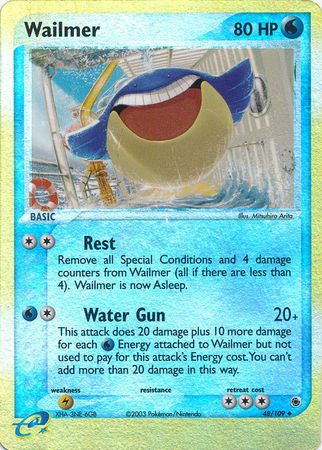 Wailmer 80 HP
BASIC
Illus. Mitsuhiro Arita
Rest
Remove all Special Conditions and 4 damage
counters from Wailmer (all if there are less
than 4). Wailmer is now Asleep.
Water Gun 20+
This attack does 20 damage plus 10 more damage
for each Energy attached to Wailmer but not
used to pay for this attack's Energy cost. You can't
add more than 20 damage in this way.
weakness resistance retreat cost
XHA-3NE-6GB ©2003 Pokémon/Nintendo 48/109
e